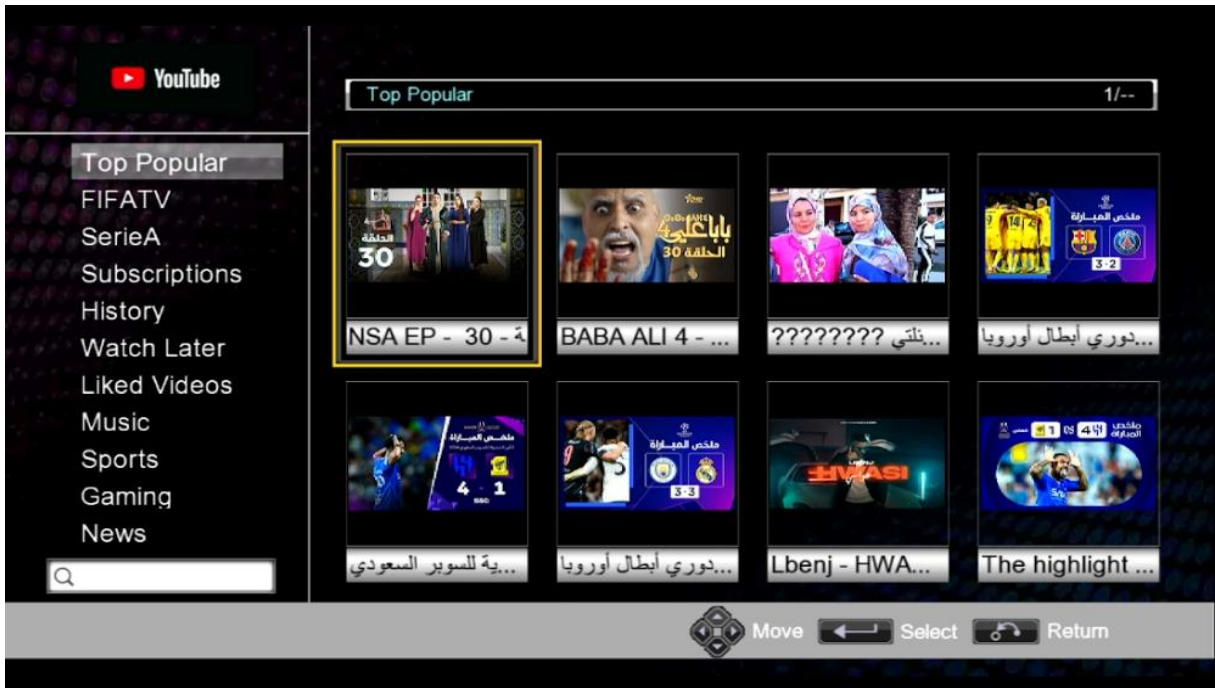 YouTube
Top Popular
1/--
Top Popular
FIFATV
SerieA
Subscriptions
History
Watch Later
Liked Videos
Music
Sports
Gaming
News
الحلقة
30
NSA EP - 30 - ة
باباعلي4
الحلقة 30
BABA ALI 4 - ...
...نلتي ????????
ملخص المباراة
3-2
...دوري أبطال أوروبا
ملخص المباراة
4 1
SSC
...ية للسوبر السعودي
ملخص المباراة
3-3
...دوري أبطال أوروبا
HWASI
Lbenj - HWA...
ملخص
المباراة
1 4
The highlight ...
Move
Select
Return